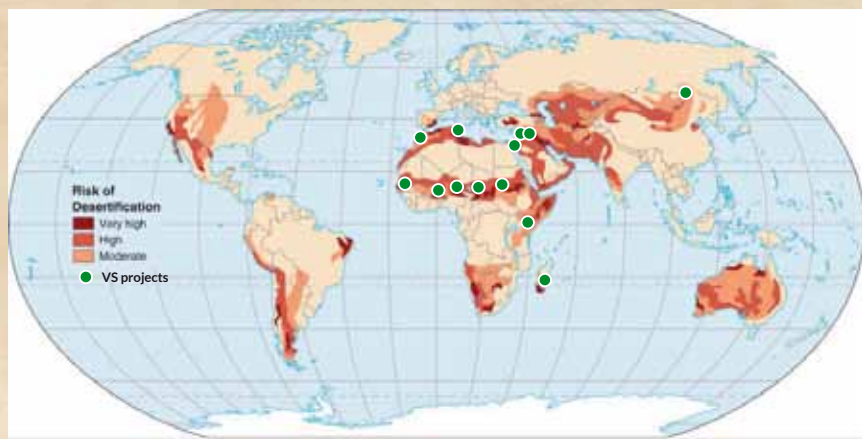 Risk of
Desertification
Very high
High
Moderate
VS projects